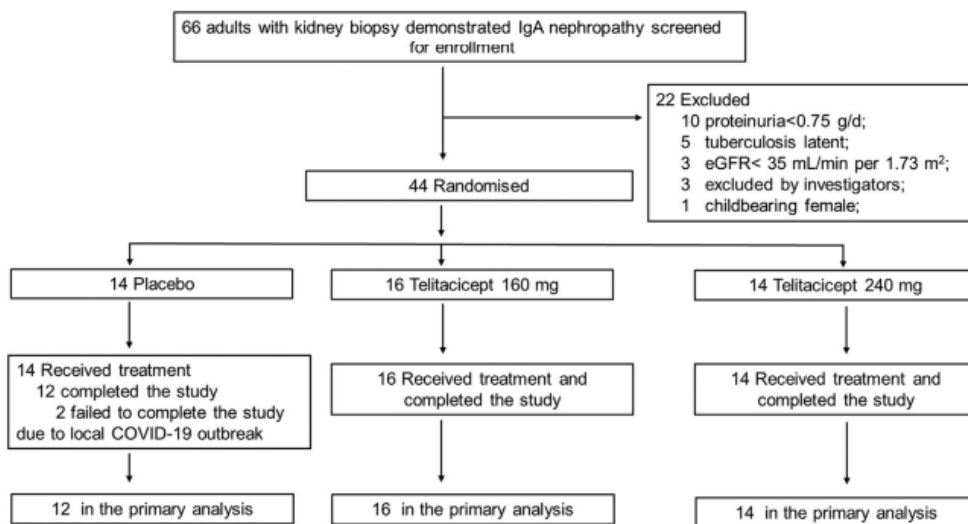 66 adults with kidney biopsy demonstrated IgA nephropathy screened
for enrollment
22 Excluded
10 proteinuria<0.75 g/d;
5 tuberculosis latent;
3 eGFR< 35 mL/min per 1.73 m²;
3 excluded by investigators;
1 childbearing female;
44 Randomised
14 Placebo
16 Telitacicept 160 mg
14 Telitacicept 240 mg
14 Received treatment
12 completed the study
2 failed to complete the study
due to local COVID-19 outbreak
16 Received treatment and
completed the study
14 Received treatment and
completed the study
12 in the primary analysis
16 in the primary analysis
14 in the primary analysis